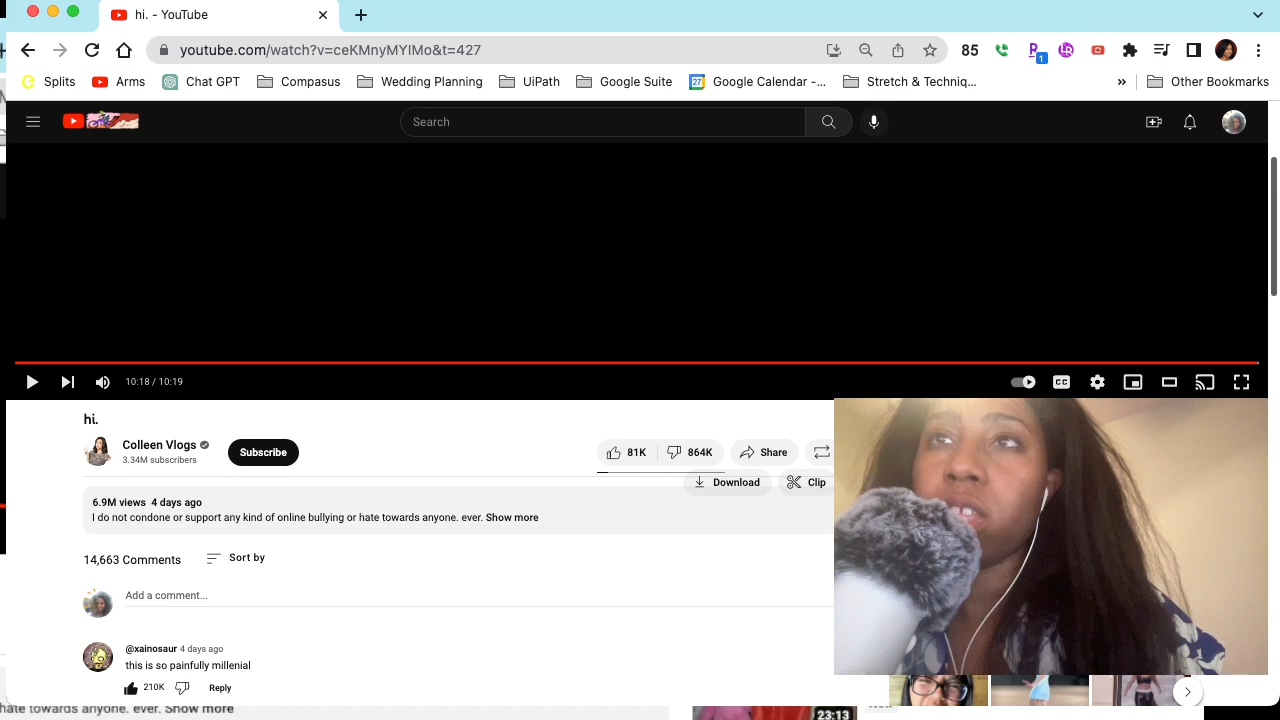 hi. - YouTube
youtube.com/watch?v=ceKMnyMYIMo&t=427
85
1
Splits
Arms
Chat GPT
Compasus
Wedding Planning
UiPath
Google Suite
27
Google Calendar -...
Stretch & Techniq...
»
Other Bookmarks
Search
10:18 / 10:19
CC
hi.
Colleen Vlogs
3.34M subscribers
Subscribe
81K
864K
Share
Download
Clip
6.9M views 4 days ago
I do not condone or support any kind of online bullying or hate towards anyone. ever. Show more
14,663 Comments
Sort by
Add a comment...
@xainosaur 4 days ago
this is so painfully millenial
210K
Reply
hate towards anyone. ever. Show more
23:13